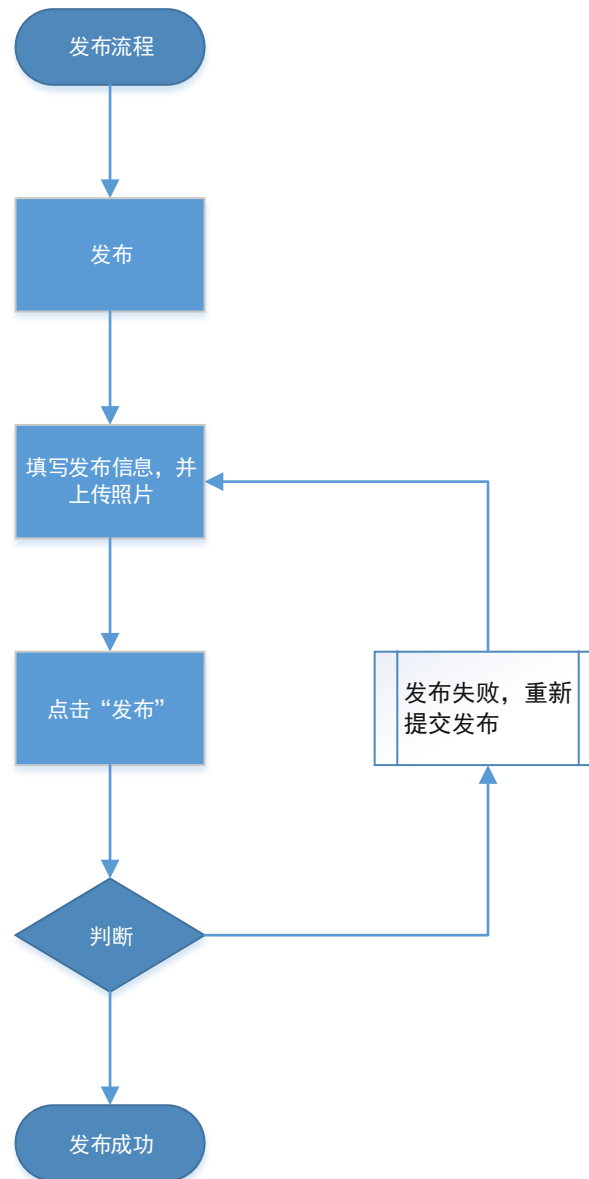 发布流程
发布
填写发布信息，并
上传照片
点击“发布”
发布失败，重新
提交发布
判断
发布成功